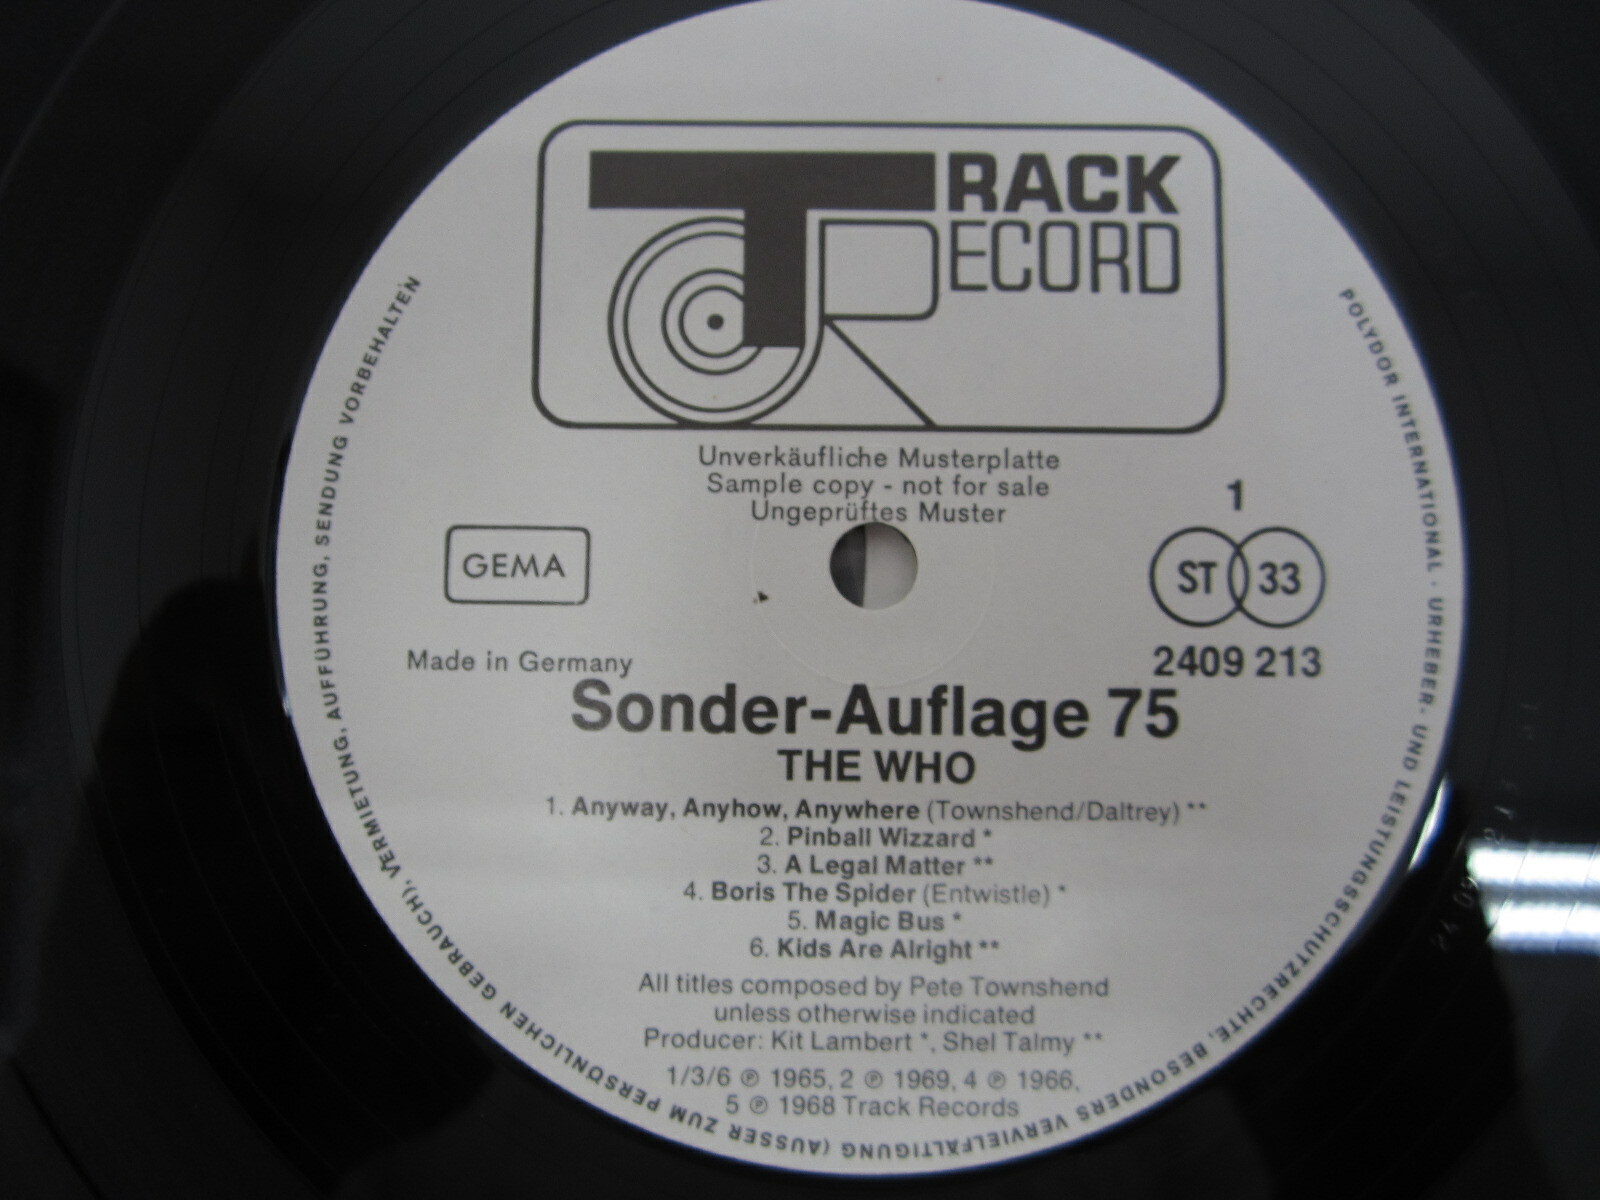 TRACK
RECORD
Unverkäufliche Musterplatte
Sample copy - not for sale
Ungeprüftes Muster
1
GEMA
ST 33
Made in Germany
2409 213
Sonder-Auflage 75
THE WHO
1. Anyway, Anyhow, Anywhere (Townshend/Daltrey) **
2. Pinball Wizzard *
3. A Legal Matter **
4. Boris The Spider (Entwistle) *
5. Magic Bus *
6. Kids Are Alright **
All titles composed by Pete Townshend
unless otherwise indicated
Producer: Kit Lambert *, Shel Talmy **
1/3/6 ℗ 1965, 2 ℗ 1969, 4 ℗ 1966,
5 ℗ 1968 Track Records
POLYDOR INTERNATIONAL · URHEBER- UND LEISTUNGSSCHUTZRECHTE, BESONDERS VERVIELFÄLTIGUNG (AUSSER ZUM PERSÖNLICHEN GEBRAUCH), VERMIETUNG, AUFFÜHRUNG, SENDUNG VORBEHALTEN